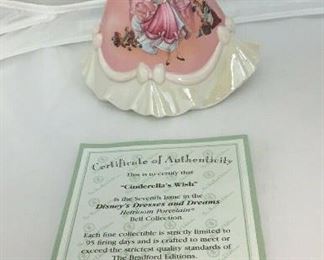 Certificate of Authenticity
This is to certify that
"Cinderella's Wish"
Is the Seventh Issue in the
Disney's Dresses and Dreams
Heirloom Porcelain®
Bell Collection.
Each fine collectible is strictly limited to
95 firing days and is crafted to meet or
exceed the strictest quality standards of
The Bradford Editions.